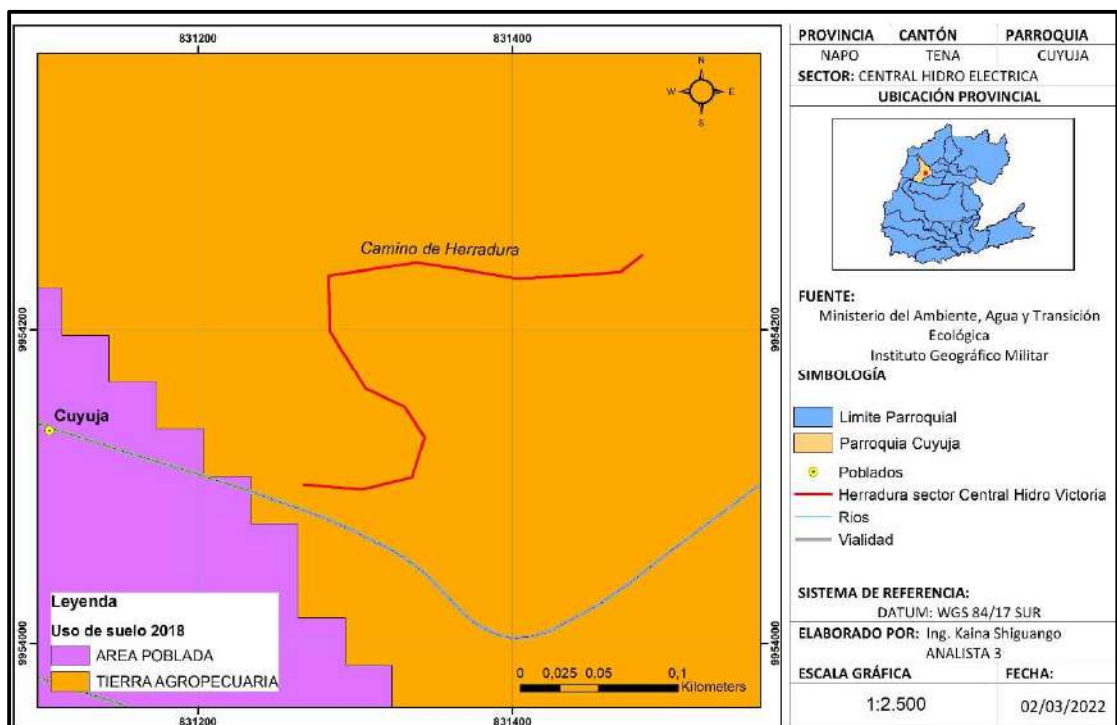 831200
831400
N
W
E
S
Camino de Herradura
9954200
9954200
Cuyuja
Leyenda
Uso de suelo 2018
AREA POBLADA
TIERRA AGROPECUARIA
9954000
9954000
0 0,025 0,05 0,1
Kilometers
831200
831400
PROVINCIA CANTÓN PARROQUIA
NAPO TENA CUYUJA
SECTOR: CENTRAL HIDRO ELECTRICA
UBICACIÓN PROVINCIAL
FUENTE:
Ministerio del Ambiente, Agua y Transición
Ecológica
Instituto Geográfico Militar
SIMBOLOGÍA
Limite Parroquial
Parroquia Cuyuja
Poblados
Herradura sector Central Hidro Victoria
Rios
Vialidad
SISTEMA DE REFERENCIA:
DATUM: WGS 84/17 SUR
ELABORADO POR: Ing. Kaina Shiguango
ANALISTA 3
ESCALA GRÁFICA FECHA:
1:2.500 02/03/2022